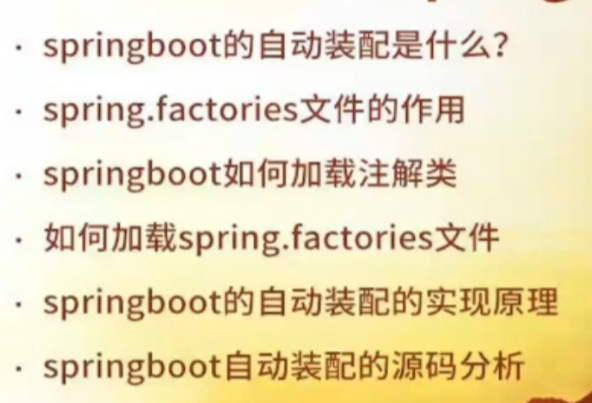 · springboot的自动装配是什么?
· spring.factories文件的作用
· springboot如何加载注解类
· 如何加载spring.factories文件
· springboot的自动装配的实现原理
· springboot自动装配的源码分析